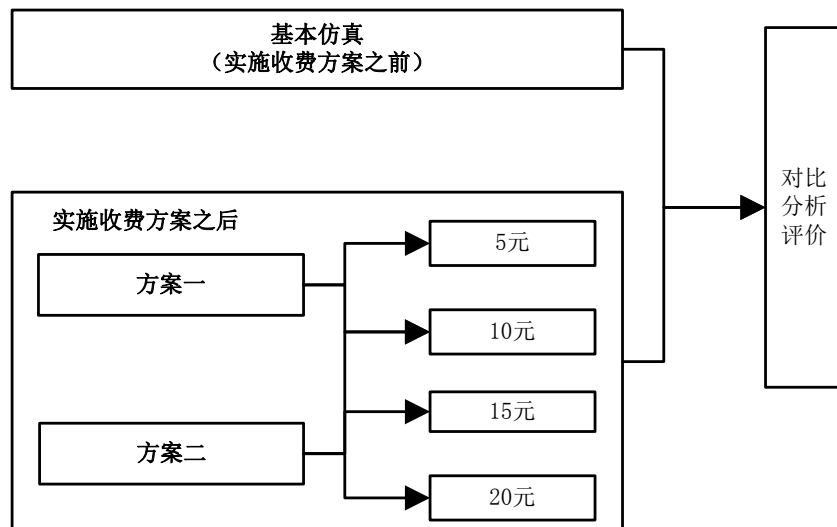 基本仿真
（实施收费方案之前）
实施收费方案之后
方案一
方案二
5元
10元
15元
20元
对比
分析
评价